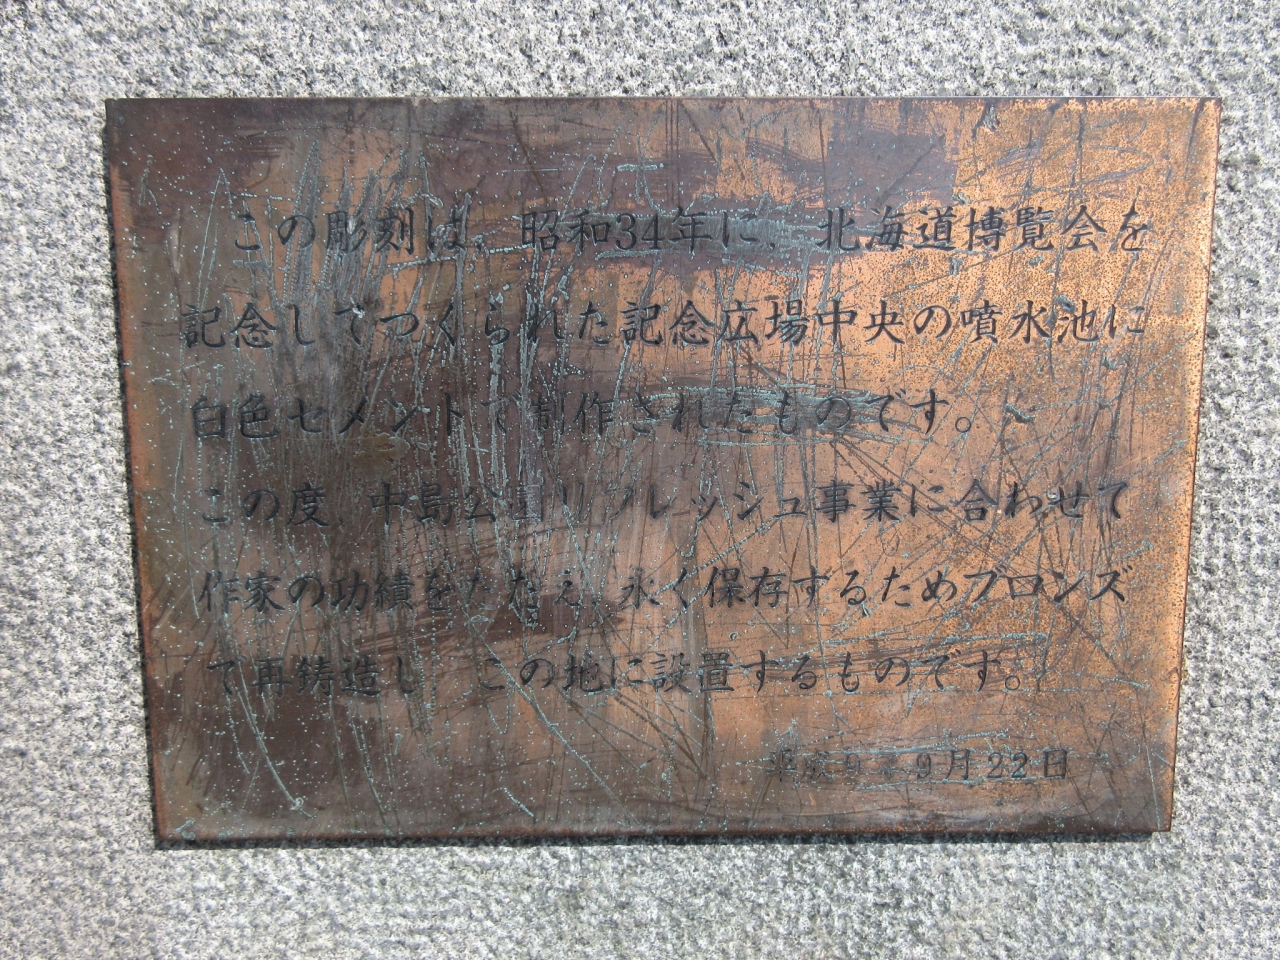 この彫刻は、昭和34年に、北海道博覧会を
記念してつくられた記念広場中央の噴水池に
白色セメントで制作されたものです。
この度、中島公園リフレッシュ事業に合わせて
作家の功績をたたえ、永く保存するためブロンズ
で再鋳造し、この地に設置するものです。
平成9年9月22日